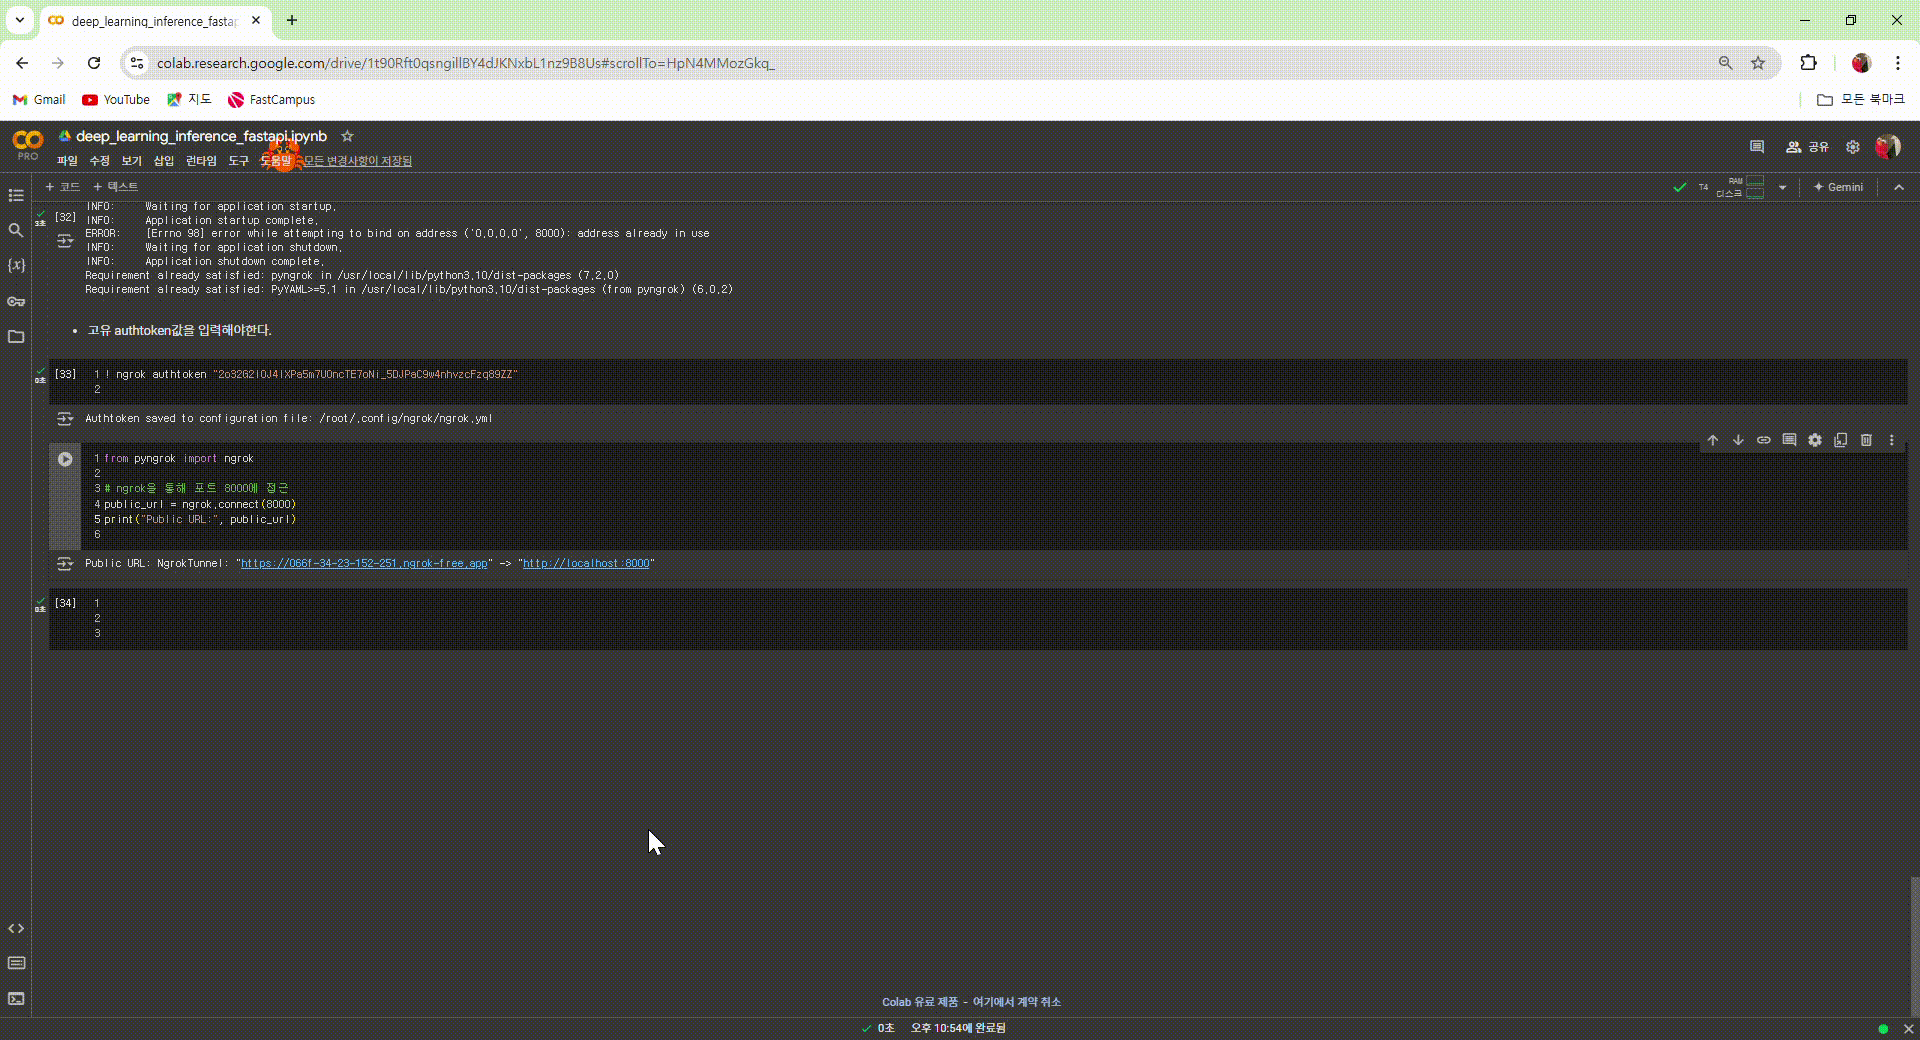 deep_learning_inference_fastap
colab.research.google.com/drive/1t90Rft0qsngillBY4dJKNxbL1nz9B8Us#scrollTo=HpN4MMozGkq_
Gmail YouTube 지도 FastCampus 모든 북마크
deep_learning_inference_fastapi.ipynb
PRO
파일 수정 보기 삽입 런타임 도구 도움말 모든 변경사항이 저장됨
공유
+ 코드 + 텍스트
T4 RAM 디스크 Gemini
INFO: Waiting for application startup.
[32] INFO: Application startup complete.
ERROR: [Errno 98] error while attempting to bind on address ('0.0.0.0', 8000): address already in use
INFO: Waiting for application shutdown.
INFO: Application shutdown complete.
Requirement already satisfied: pyngrok in /usr/local/lib/python3.10/dist-packages (7.2.0)
Requirement already satisfied: PyYAML>=5.1 in /usr/local/lib/python3.10/dist-packages (from pyngrok) (6.0.2)
• 고유 authtoken값을 입력해야한다.
0초 [33] 1 ! ngrok authtoken
2
Authtoken saved to configuration file: /root/.config/ngrok/ngrok.yml
1 from pyngrok import ngrok
2
3 # ngrok을 통해 포트 8000에 접근
4 public_url = ngrok.connect(8000)
5 print("Public URL:", public_url)
6
Public URL: NgrokTunnel: "https://066f-34-23-152-251.ngrok-free.app" -> "http://localhost:8000"
0초 [34] 1
2
3
Colab 유료 제품 - 여기에서 계약 취소
0초 오후 10:54에 완료됨